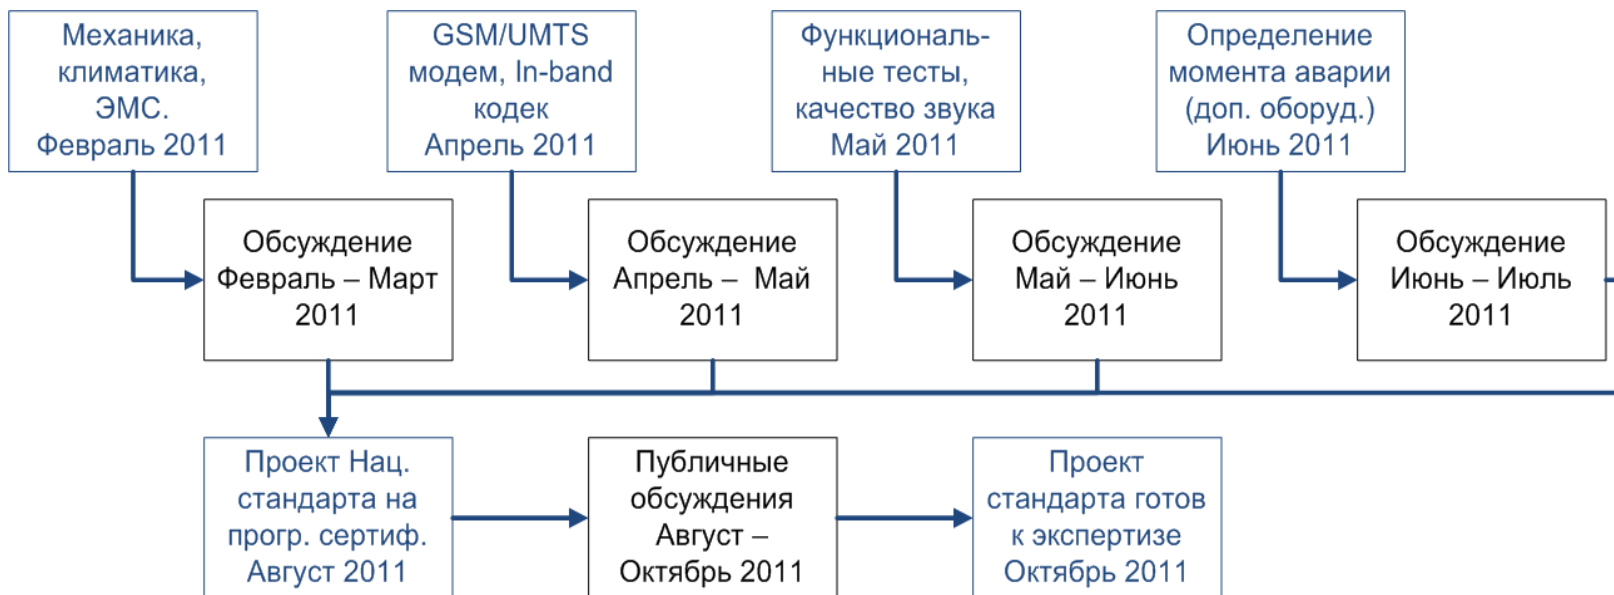 Механика,
климатика,
ЭМС.
Февраль 2011
GSM/UMTS
модем, In-band
кодек
Апрель 2011
Функциональ-
ные тесты,
качество звука
Май 2011
Определение
момента аварии
(доп. оборуд.)
Июнь 2011
Обсуждение
Февраль – Март
2011
Обсуждение
Апрель – Май
2011
Обсуждение
Май – Июнь
2011
Обсуждение
Июнь – Июль
2011
Проект Нац.
стандарта на
прогр. сертиф.
Август 2011
Публичные
обсуждения
Август –
Октябрь 2011
Проект
стандарта готов
к экспертизе
Октябрь 2011